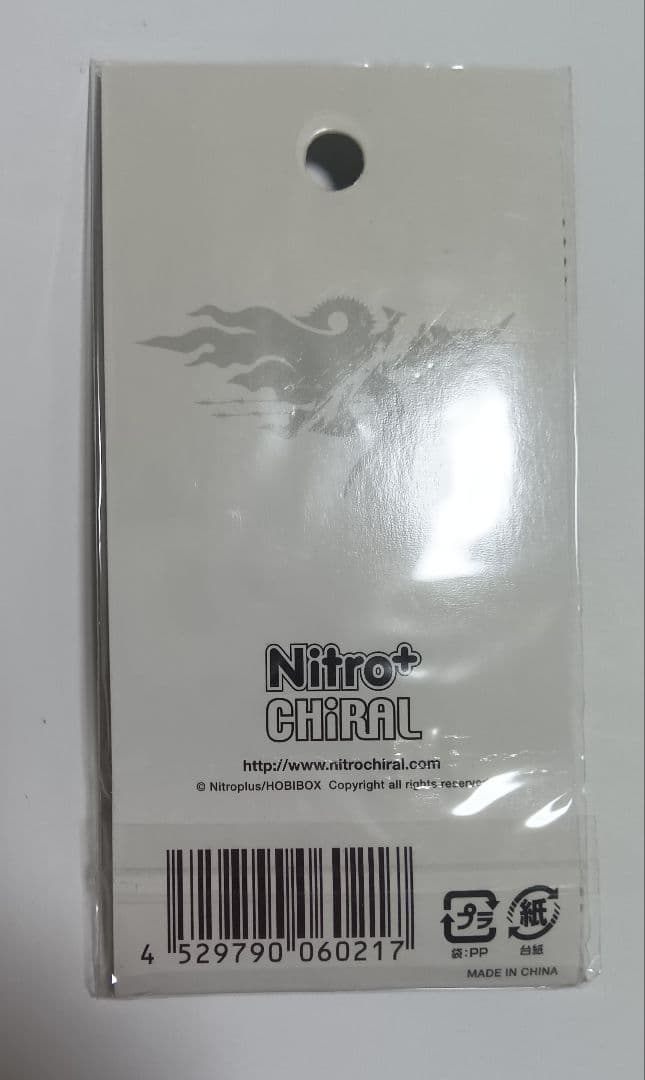 Nitro+
CHiRAL
http://www.nitrochiral.com
© Nitroplus/HOBIBOX Copyright all rights reserved
4 529790 060217
プラ 紙
袋:PP 台紙
MADE IN CHINA